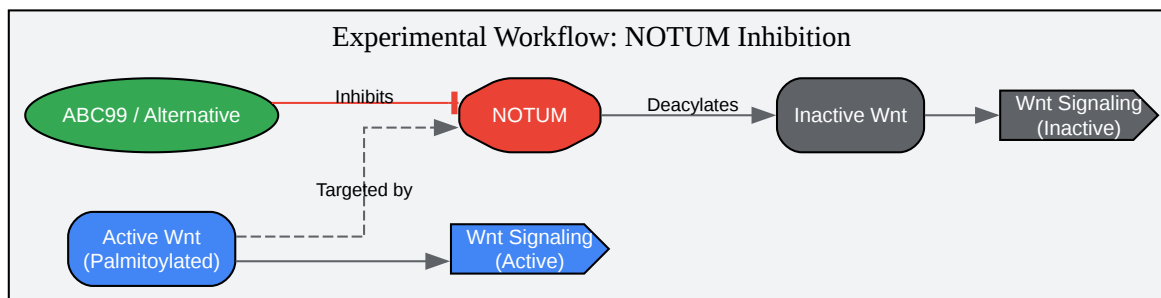 Experimental Workflow: NOTUM Inhibition
ABC99 / Alternative
Inhibits
NOTUM
Deacylates
Inactive Wnt
Wnt Signaling
(Inactive)
Targeted by
Active Wnt
(Palmitoylated)
Wnt Signaling
(Active)